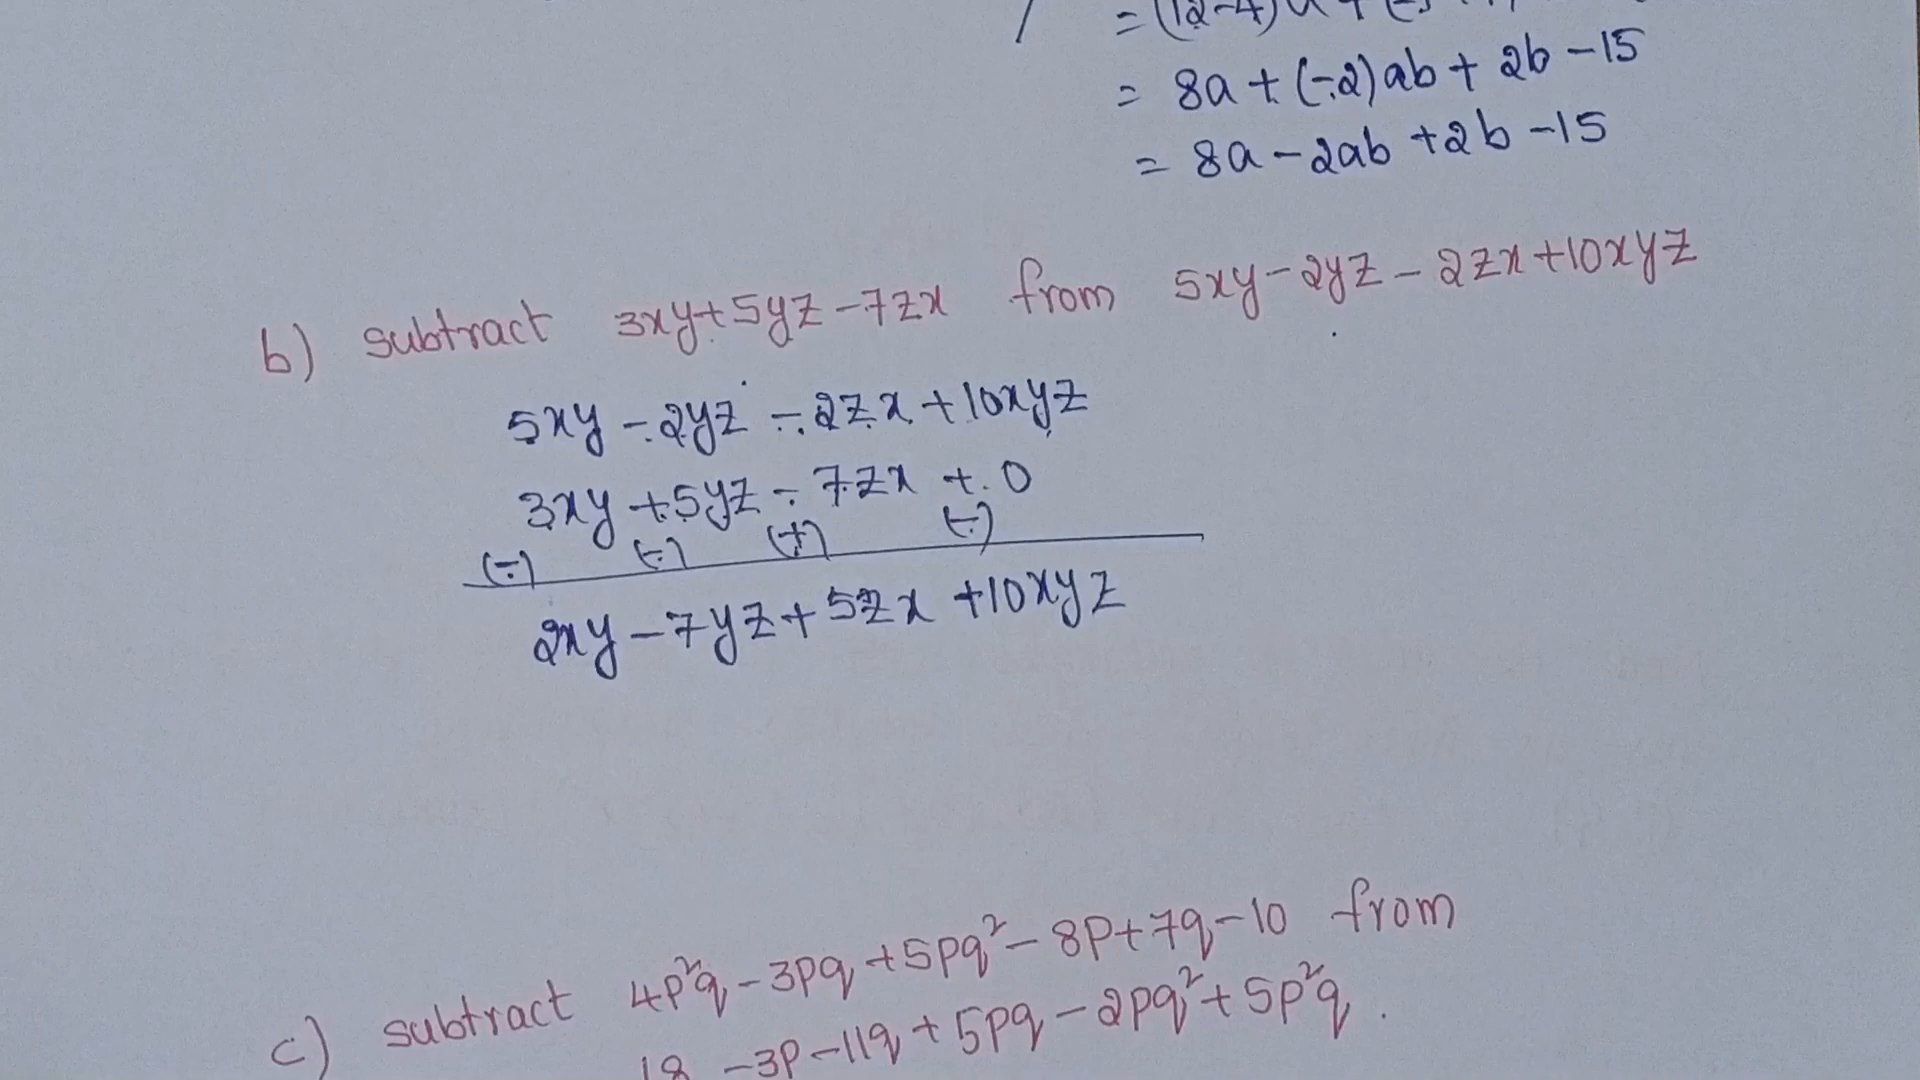 = 8a + (-2)ab + 2b - 15
= 8a - 2ab + 2b - 15
b) subtract 3xy + 5yz - 7zx from 5xy - 2yz - 2zx + 10xyz
5xy - 2yz - 2zx + 10xyz
3xy + 5yz - 7zx + 0
(-) (-) (+) (-)
2xy - 7yz + 5zx + 10xyz
c) subtract 4p²q - 3pq + 5pq² - 8p + 7q - 10 from
18 - 3p - 11q + 5pq - 2pq² + 5p²q.